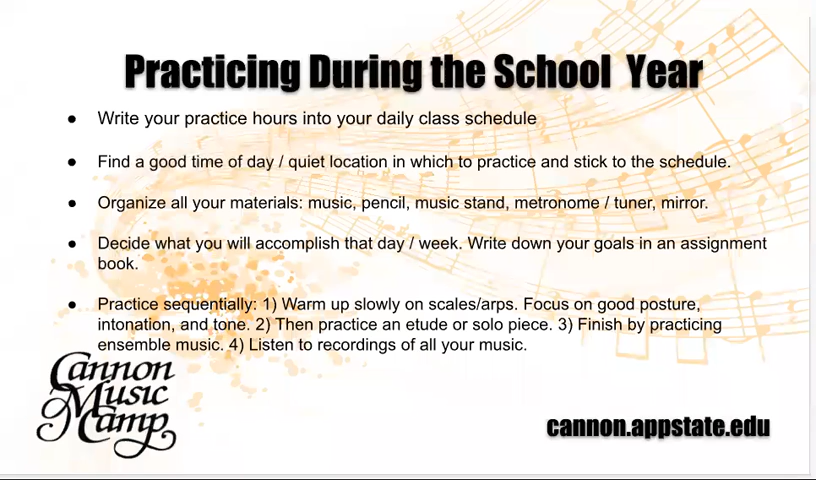 Practicing During the School  Year
● Write your practice hours into your daily class schedule
● Find a good time of day / quiet location in which to practice and stick to the schedule.
● Organize all your materials: music, pencil, music stand, metronome / tuner, mirror.
● Decide what you will accomplish that day / week. Write down your goals in an assignment
book.
● Practice sequentially: 1) Warm up slowly on scales/arps. Focus on good posture,
intonation, and tone. 2) Then practice an etude or solo piece. 3) Finish by practicing
ensemble music. 4) Listen to recordings of all your music.
Cannon
Music
Camp
cannon.appstate.edu